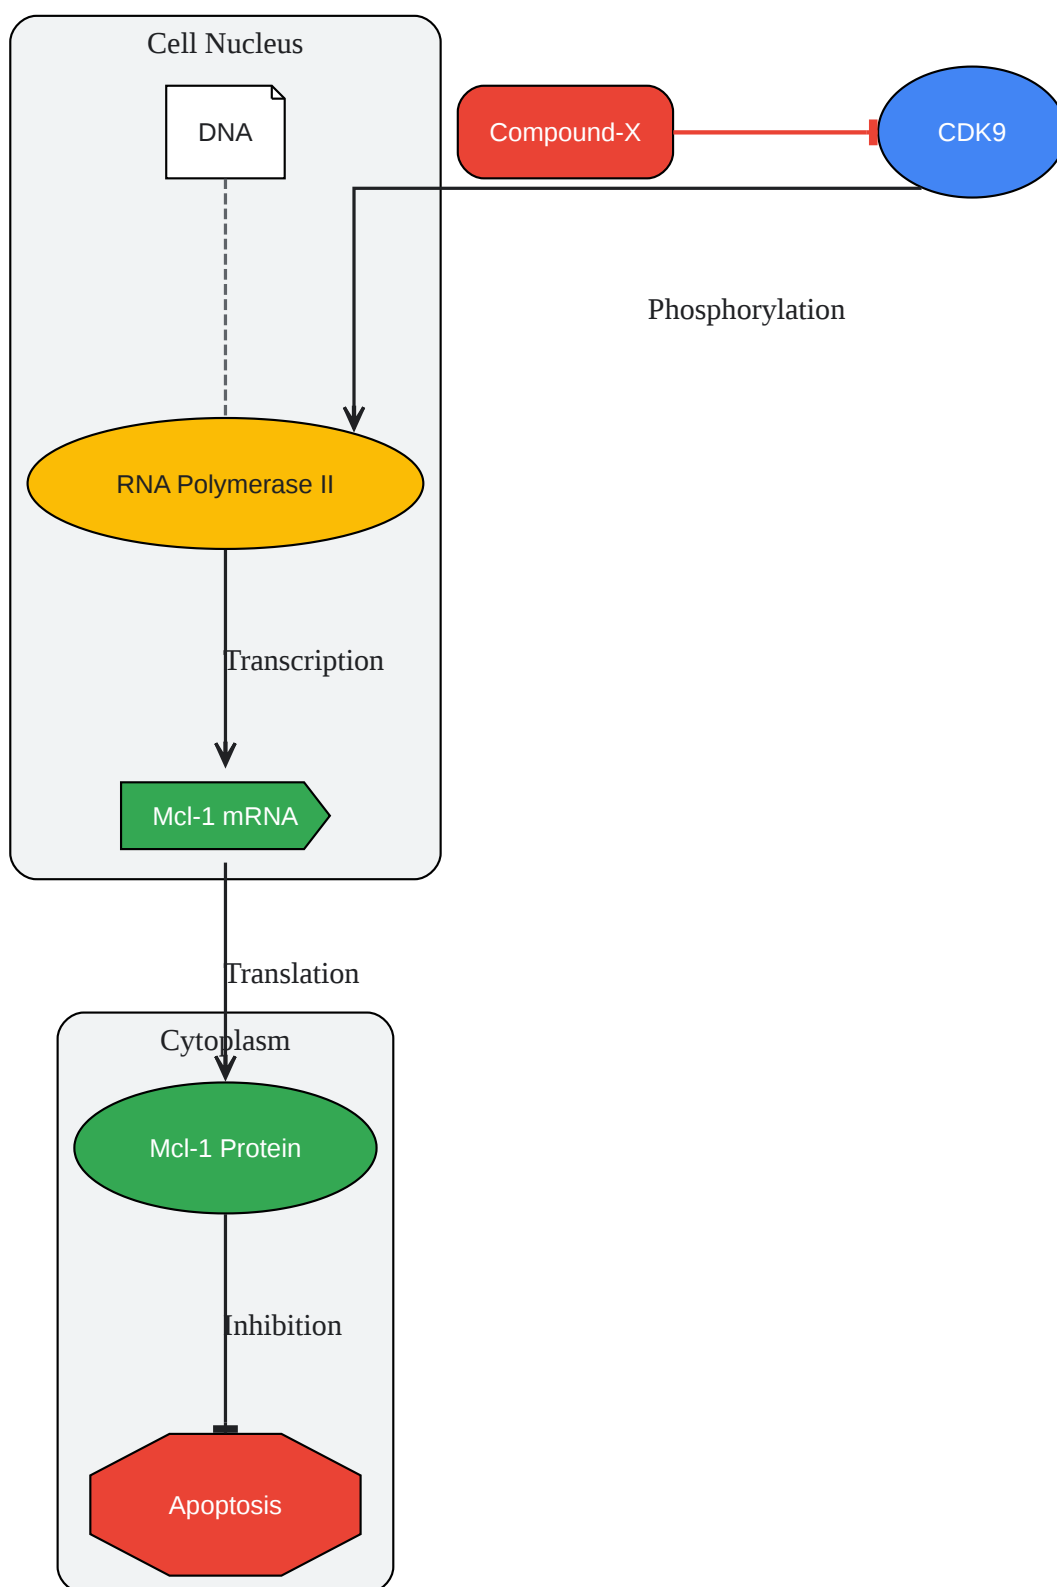 Cell Nucleus
DNA
Compound-X
CDK9
Phosphorylation
RNA Polymerase II
Transcription
Mcl-1 mRNA
Translation
Cytoplasm
Mcl-1 Protein
Inhibition
Apoptosis